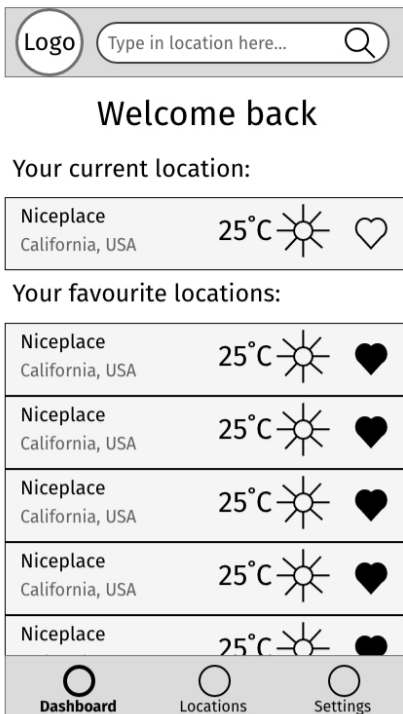 Logo
Type in location here...
Welcome back
Your current location:
Niceplace
25°C
California, USA
Your favourite locations:
Niceplace
25°C
California, USA
Niceplace
25°C
California, USA
Niceplace
25°C
California, USA
Niceplace
25°C
California, USA
Niceplace
25°C
Dashboard Locations Settings